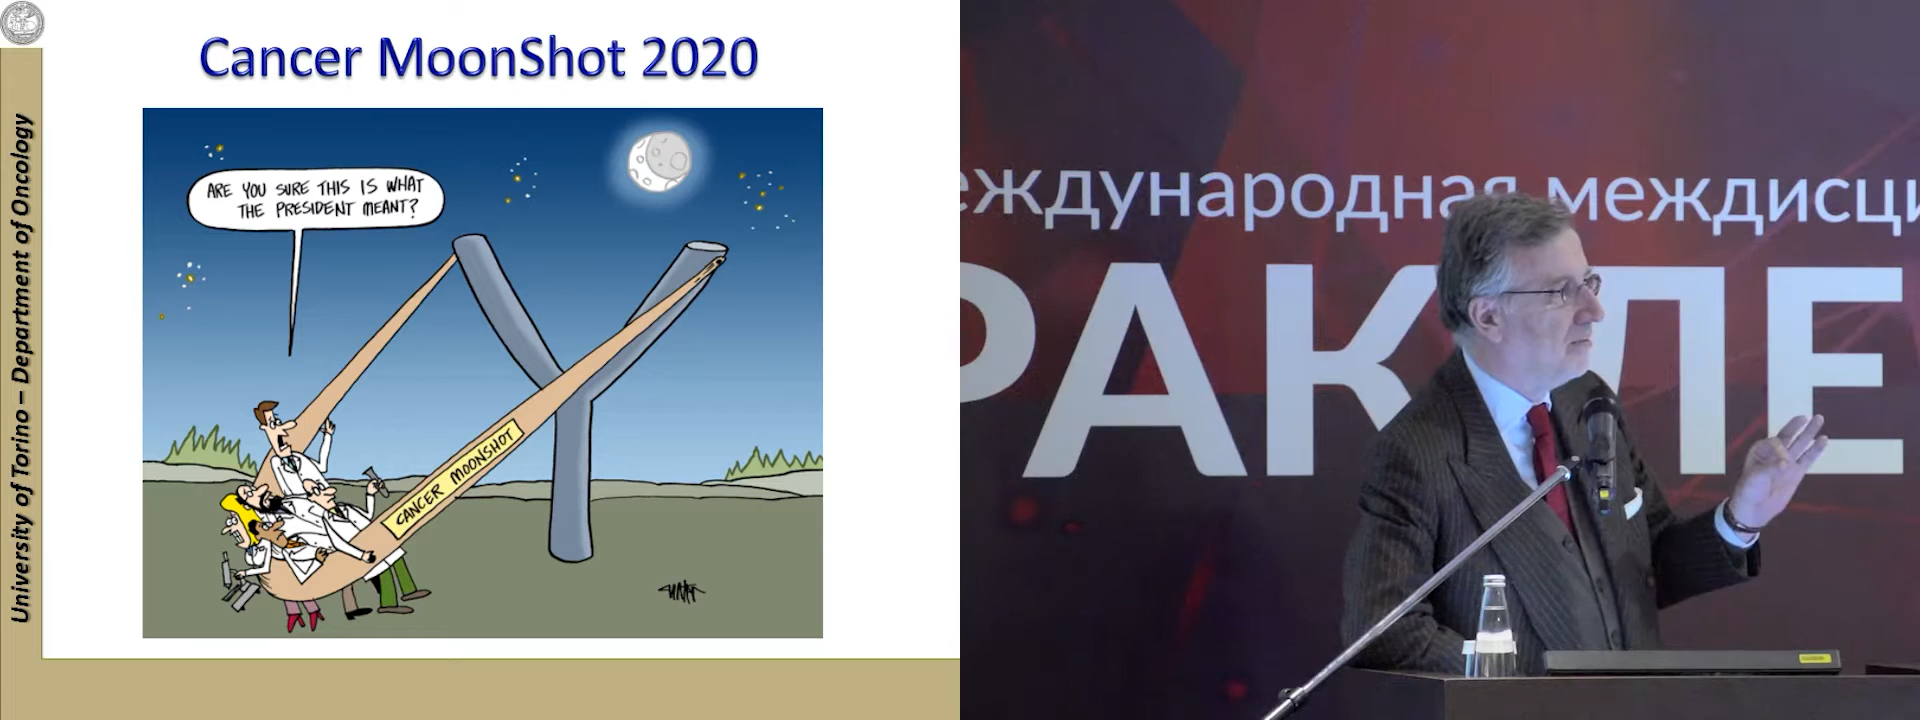 Cancer MoonShot 2020
University of Torino – Department of Oncology
ARE YOU SURE THIS IS WHAT
THE PRESIDENT MEANT?
CANCER MOONSHOT
еждународная междисци
РАК ЛЕ